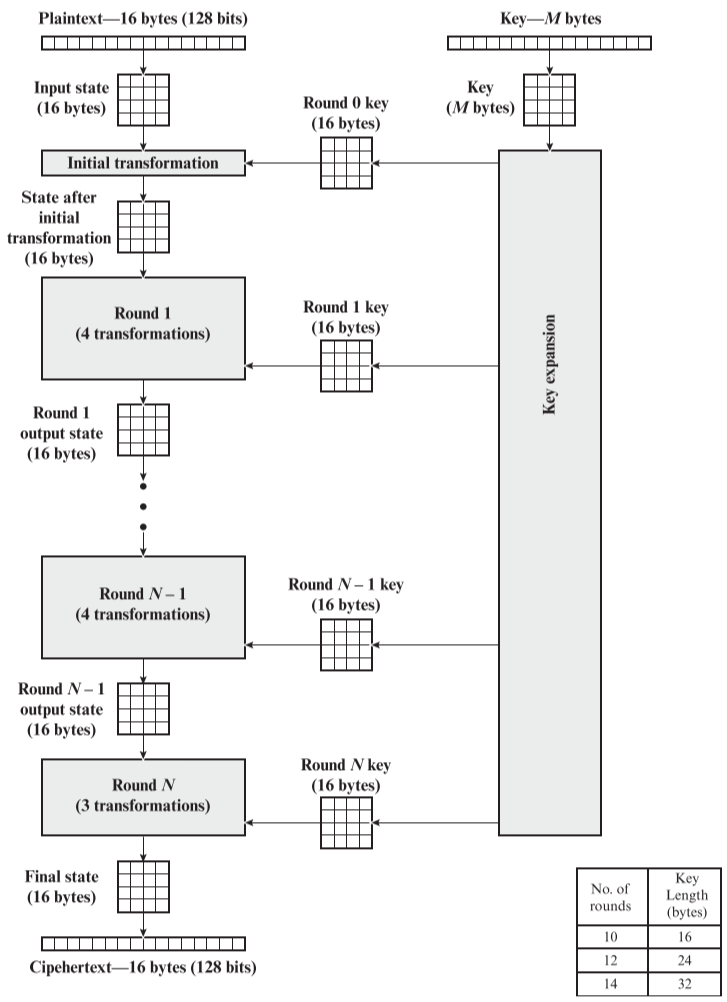 Plaintext—16 bytes (128 bits)
Key—M bytes
Input state
(16 bytes)
Key
(M bytes)
Round 0 key
(16 bytes)
Initial transformation
State after
initial
transformation
(16 bytes)
Round 1
(4 transformations)
Round 1 key
(16 bytes)
Key expansion
Round 1
output state
(16 bytes)
Round N – 1
(4 transformations)
Round N – 1 key
(16 bytes)
Round N – 1
output state
(16 bytes)
Round N
(3 transformations)
Round N key
(16 bytes)
Final state
(16 bytes)
Cipehertext—16 bytes (128 bits)
No. of
rounds
Key
Length
(bytes)
10 16
12 24
14 32